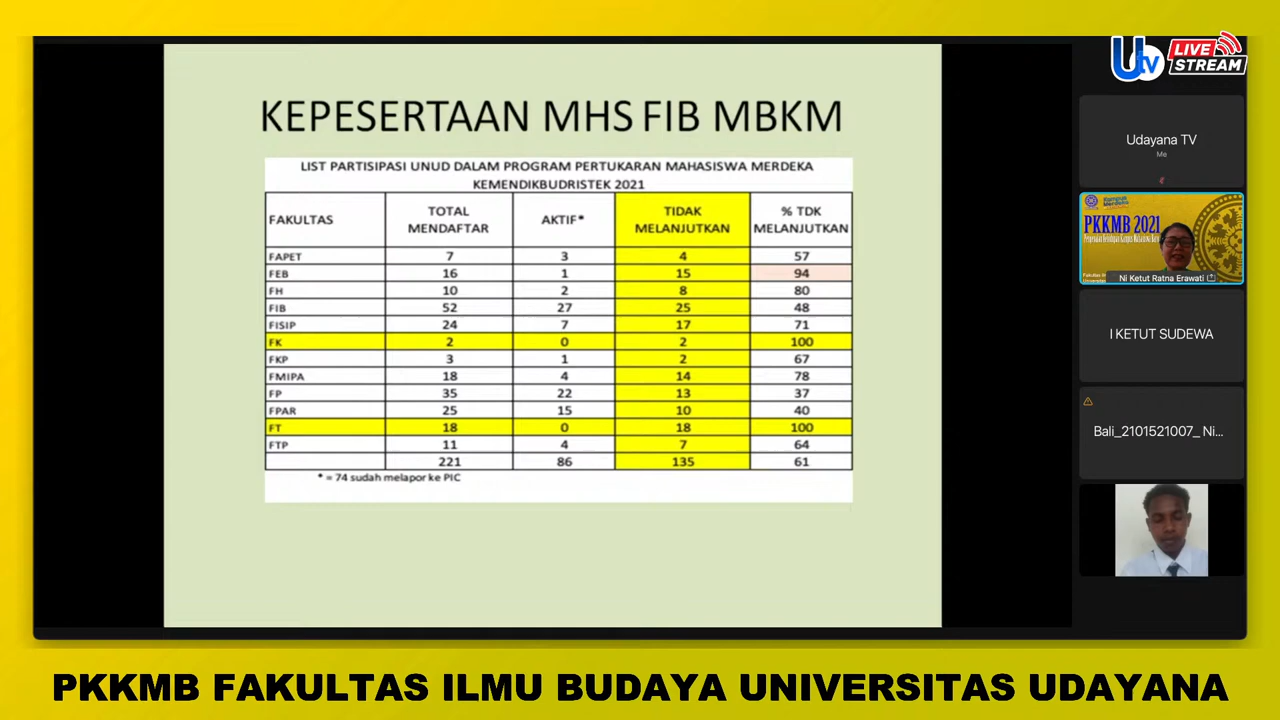 Utv LIVE
STREAM
KEPESERTAAN MHS FIB MBKM
LIST PARTISIPASI UNUD DALAM PROGRAM PERTUKARAN MAHASISWA MERDEKA
KEMENDIKBUDRISTEK 2021
FAKULTAS TOTAL MENDAFTAR AKTIF* TIDAK MELANJUTKAN % TDK MELANJUTKAN
FAPET 7 3 4 57
FEB 16 1 15 94
FH 10 2 8 80
FIB 52 27 25 48
FISIP 24 7 17 71
FK 2 0 2 100
FKP 3 1 2 67
FMIPA 18 4 14 78
FP 35 22 13 37
FPAR 25 15 10 40
FT 18 0 18 100
FTP 11 4 7 64
221 86 135 61
* = 74 sudah melapor ke PIC
Udayana TV
Me
PKKMB 2021
Ni Ketut Ratna Erawati
I KETUT SUDEWA
Bali_2101521007_ Ni...
PKKMB FAKULTAS ILMU BUDAYA UNIVERSITAS UDAYANA